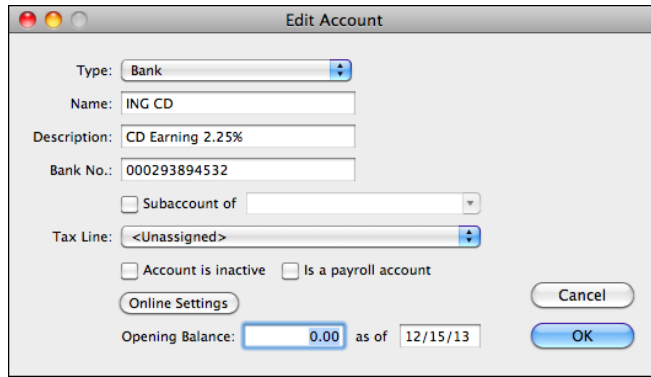 Edit Account
Type: Bank
Name: ING CD
Description: CD Earning 2.25%
Bank No.: 000293894532
Subaccount of
Tax Line: <Unassigned>
Account is inactive Is a payroll account
Online Settings Cancel
Opening Balance: 0.00 as of 12/15/13 OK